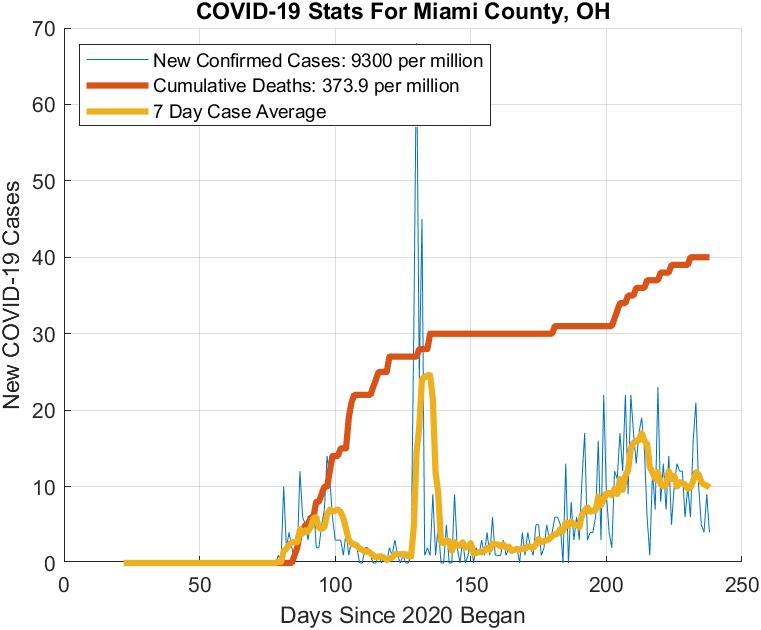 COVID-19 Stats For Miami County, OH
New Confirmed Cases: 9300 per million
Cumulative Deaths: 373.9 per million
7 Day Case Average
New COVID-19 Cases
70
60
50
40
30
20
10
0
0 50 100 150 200 250
Days Since 2020 Began